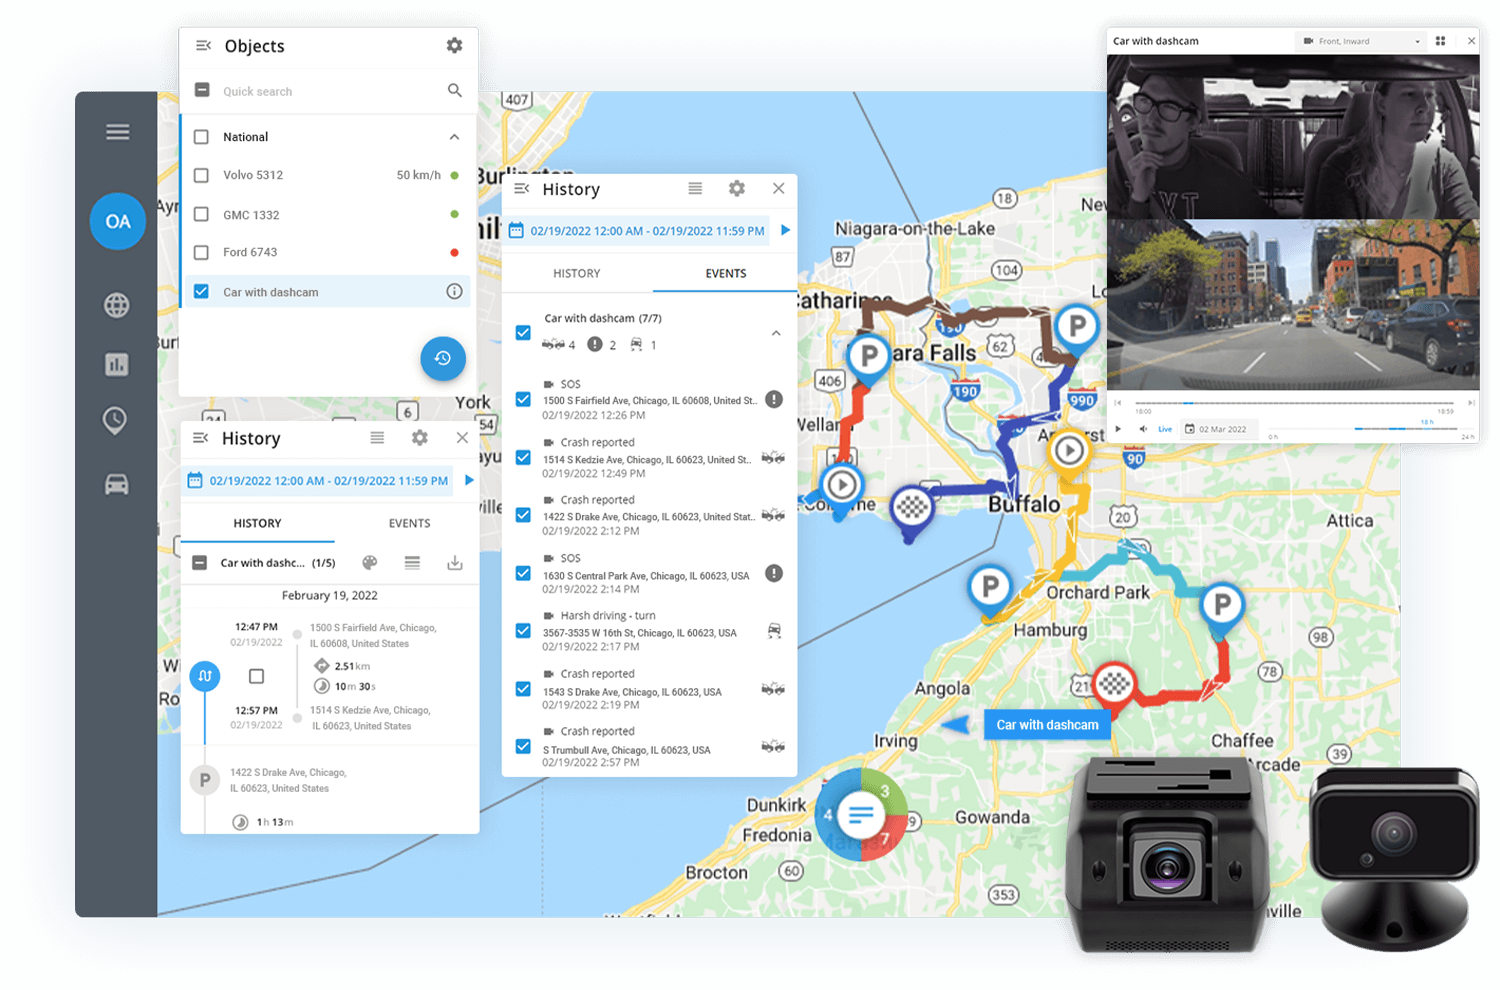 Objects
Quick search
National
Volvo 5312 50 km/h
GMC 1332
Ford 6743
Car with dashcam
OA
History
02/19/2022 12:00 AM - 02/19/2022 11:59 PM
HISTORY EVENTS
Car with dashc... (1/5)
February 19, 2022
12:47 PM
02/19/2022
1500 S Fairfield Ave, Chicago,
IL 60608, United States
2.51km
10m 30s
12:57 PM
02/19/2022
1514 S Kedzie Ave, Chicago,
IL 60623, United States
P
1422 S Drake Ave, Chicago,
IL 60623, United States
1h 13m
History
02/19/2022 12:00 AM - 02/19/2022 11:59 PM
HISTORY EVENTS
Car with dashcam (7/7)
4 2 1
SOS
1500 S Fairfield Ave, Chicago, IL 60608, United St..
02/19/2022 12:26 PM
Crash reported
1514 S Kedzie Ave, Chicago, IL 60623, United St..
02/19/2022 12:49 PM
Crash reported
1422 S Drake Ave, Chicago, IL 60623, United Stat..
02/19/2022 2:12 PM
SOS
1630 S Central Park Ave, Chicago, IL 60623, USA
02/19/2022 2:14 PM
Harsh driving - turn
3567-3535 W 16th St, Chicago, IL 60623, USA
02/19/2022 2:17 PM
Crash reported
1543 S Drake Ave, Chicago, IL 60623, USA
02/19/2022 2:19 PM
Crash reported
S Trumbull Ave, Chicago, IL 60623, USA
02/19/2022 2:57 PM
Car with dashcam
Front, Inward
18:00 18:59
18 h
Live 02 Mar 2022
0 h 24 h
407
York
6
54
18
Niagara-on-the-Lake
87
104
62
406
190
990
P
P
Buffalo
90
20
Attica
P
Orchard Park
P
Hamburg
98
78
Angola
219
Car with dashcam
Irving
Chaffee
39
Dunkirk
Fredonia
3
4
7
Gowanda
Brocton
60
353